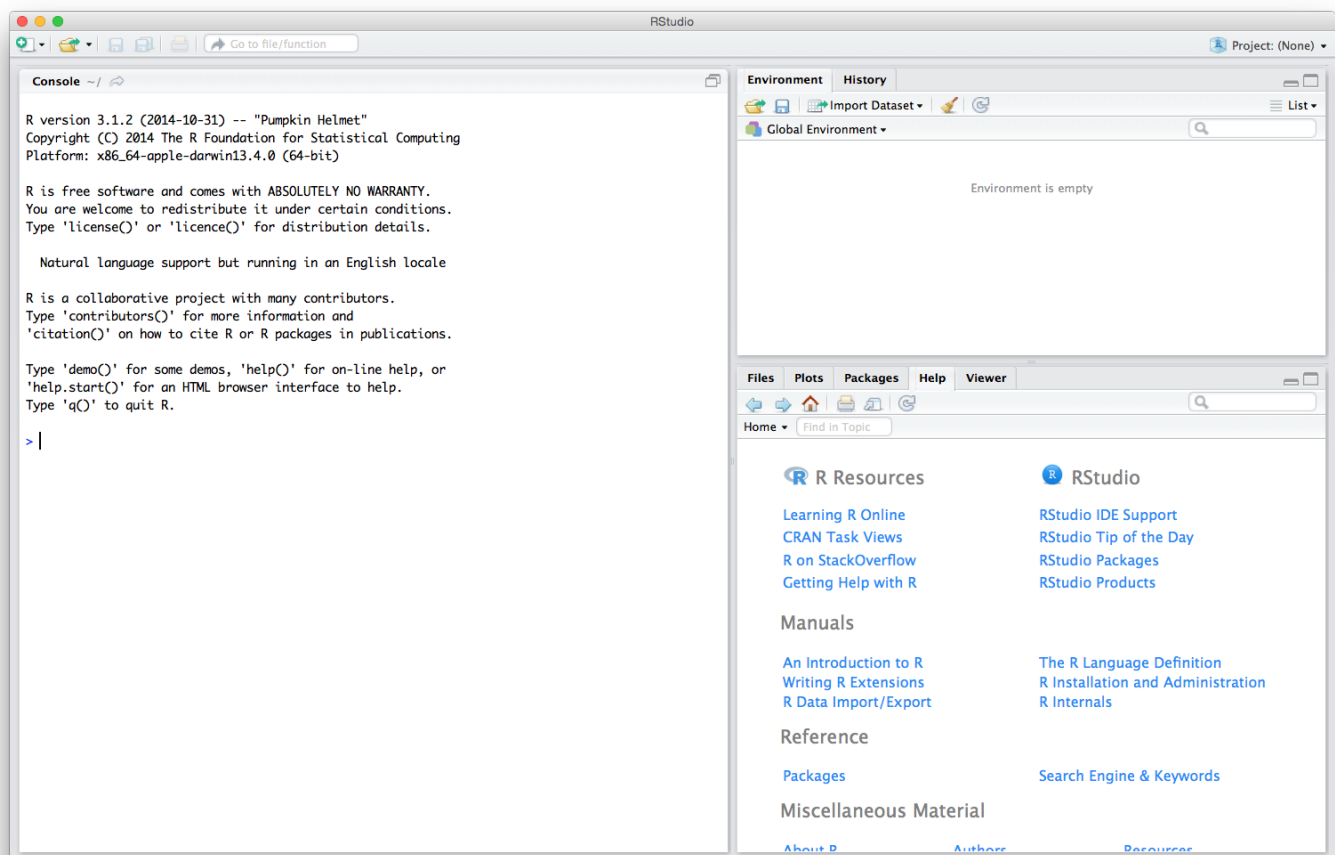 RStudio
Go to file/function
Project: (None)
Console ~/
R version 3.1.2 (2014-10-31) -- "Pumpkin Helmet"
Copyright (C) 2014 The R Foundation for Statistical Computing
Platform: x86_64-apple-darwin13.4.0 (64-bit)
R is free software and comes with ABSOLUTELY NO WARRANTY.
You are welcome to redistribute it under certain conditions.
Type 'license()' or 'licence()' for distribution details.
Natural language support but running in an English locale
R is a collaborative project with many contributors.
Type 'contributors()' for more information and
'citation()' on how to cite R or R packages in publications.
Type 'demo()' for some demos, 'help()' for on-line help, or
'help.start()' for an HTML browser interface to help.
Type 'q()' to quit R.
>
Environment History
Import Dataset List
Global Environment
Environment is empty
Files Plots Packages Help Viewer
Home Find in Topic
R Resources
Learning R Online
CRAN Task Views
R on StackOverflow
Getting Help with R
R RStudio
RStudio IDE Support
RStudio Tip of the Day
RStudio Packages
RStudio Products
Manuals
An Introduction to R
Writing R Extensions
R Data Import/Export
The R Language Definition
R Installation and Administration
R Internals
Reference
Packages
Search Engine & Keywords
Miscellaneous Material
About R
Authors
Resources